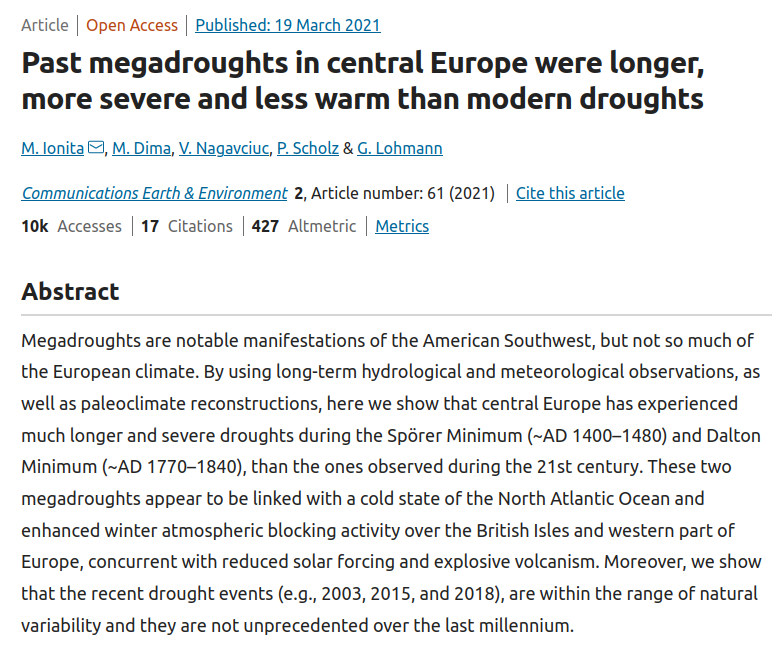 Article | Open Access | Published: 19 March 2021
Past megadroughts in central Europe were longer,
more severe and less warm than modern droughts
M. Ionita, M. Dima, V. Nagavciuc, P. Scholz & G. Lohmann
Communications Earth & Environment 2, Article number: 61 (2021) | Cite this article
10k Accesses | 17 Citations | 427 Altmetric | Metrics
Abstract
Megadroughts are notable manifestations of the American Southwest, but not so much of
the European climate. By using long-term hydrological and meteorological observations, as
well as paleoclimate reconstructions, here we show that central Europe has experienced
much longer and severe droughts during the Spörer Minimum (~AD 1400–1480) and Dalton
Minimum (~AD 1770–1840), than the ones observed during the 21st century. These two
megadroughts appear to be linked with a cold state of the North Atlantic Ocean and
enhanced winter atmospheric blocking activity over the British Isles and western part of
Europe, concurrent with reduced solar forcing and explosive volcanism. Moreover, we show
that the recent drought events (e.g., 2003, 2015, and 2018), are within the range of natural
variability and they are not unprecedented over the last millennium.